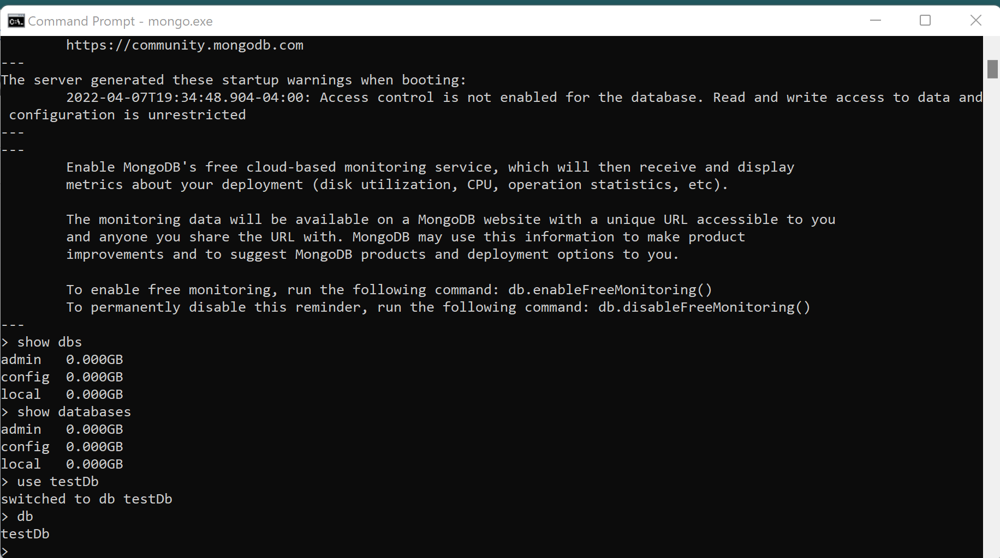 Command Prompt - mongo.exe
https://community.mongodb.com
---
The server generated these startup warnings when booting:
2022-04-07T19:34:48.904-04:00: Access control is not enabled for the database. Read and write access to data and
configuration is unrestricted
---
---
Enable MongoDB's free cloud-based monitoring service, which will then receive and display
metrics about your deployment (disk utilization, CPU, operation statistics, etc).
The monitoring data will be available on a MongoDB website with a unique URL accessible to you
and anyone you share the URL with. MongoDB may use this information to make product
improvements and to suggest MongoDB products and deployment options to you.
To enable free monitoring, run the following command: db.enableFreeMonitoring()
To permanently disable this reminder, run the following command: db.disableFreeMonitoring()
---
> show dbs
admin   0.000GB
config  0.000GB
local   0.000GB
> show databases
admin   0.000GB
config  0.000GB
local   0.000GB
> use testDb
switched to db testDb
> db
testDb
>